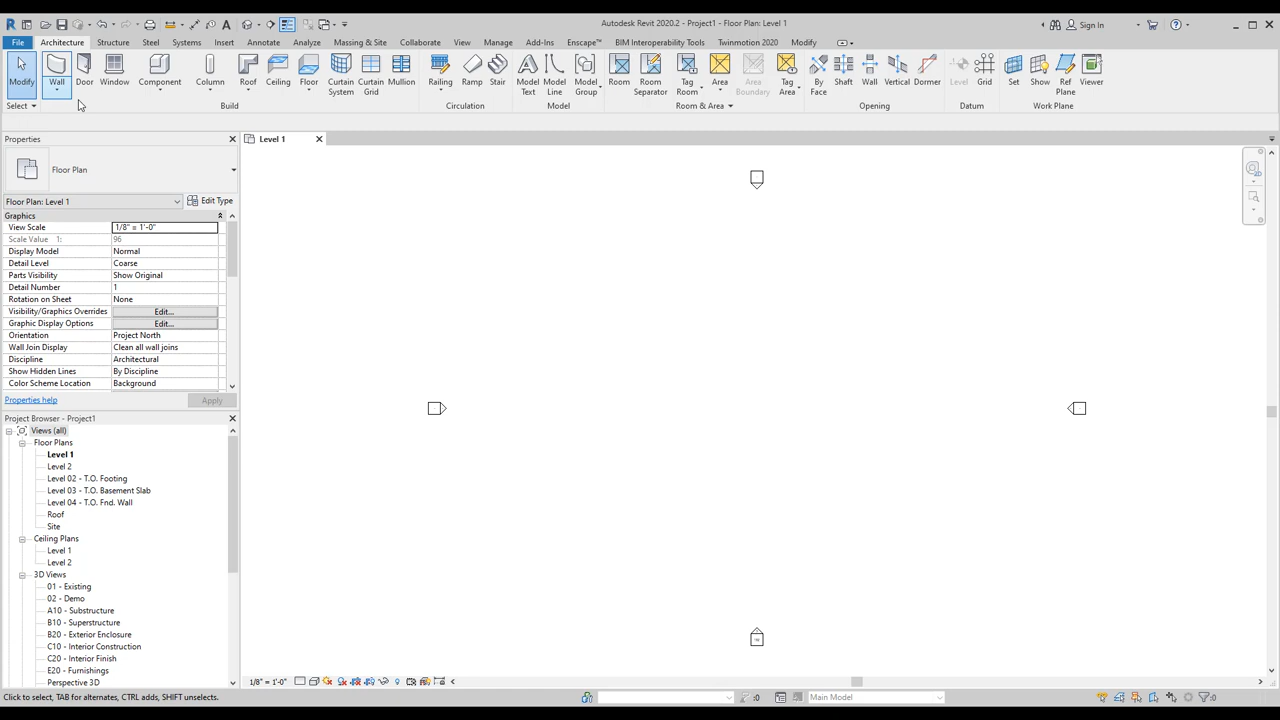 Autodesk Revit 2020.2 - Project1 - Floor Plan: Level 1
Sign In
File Architecture Structure Steel Systems Insert Annotate Analyze Massing & Site Collaborate View Manage Add-Ins Enscape™ BIM Interoperability Tools Twinmotion 2020 Modify
Modify Wall Door Window Component Column Roof Ceiling Floor Curtain System Curtain Grid Mullion Railing Ramp Stair Model Text Model Line Model Group Room Room Separator Tag Room Area Area Boundary Tag Area By Face Shaft Wall Vertical Dormer Level Grid Set Show Ref Plane Viewer
Select Build Circulation Model Room & Area Opening Datum Work Plane
Properties
Level 1
Floor Plan
Floor Plan: Level 1
Edit Type
Graphics
View Scale 1/8" = 1'-0"
Scale Value 1: 96
Display Model Normal
Detail Level Coarse
Parts Visibility Show Original
Detail Number 1
Rotation on Sheet None
Visibility/Graphics Overrides Edit...
Graphic Display Options Edit...
Orientation Project North
Wall Join Display Clean all wall joins
Discipline Architectural
Show Hidden Lines By Discipline
Color Scheme Location Background
Properties help
Apply
Project Browser - Project1
Views (all)
Floor Plans
Level 1
Level 2
Level 02 - T.O. Footing
Level 03 - T.O. Basement Slab
Level 04 - T.O. Fnd. Wall
Roof
Site
Ceiling Plans
Level 1
Level 2
3D Views
01 - Existing
02 - Demo
A10 - Substructure
B10 - Superstructure
B20 - Exterior Enclosure
C10 - Interior Construction
C20 - Interior Finish
E20 - Furnishings
Perspective 3D
1/8" = 1'-0"
Click to select, TAB for alternates, CTRL adds, SHIFT unselects.
:0
Main Model
:0